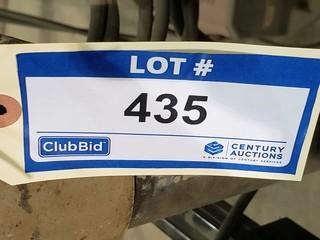 LOT #
435
ClubBid
CENTURY
AUCTIONS
A DIVISION OF CENTURY SERVICES